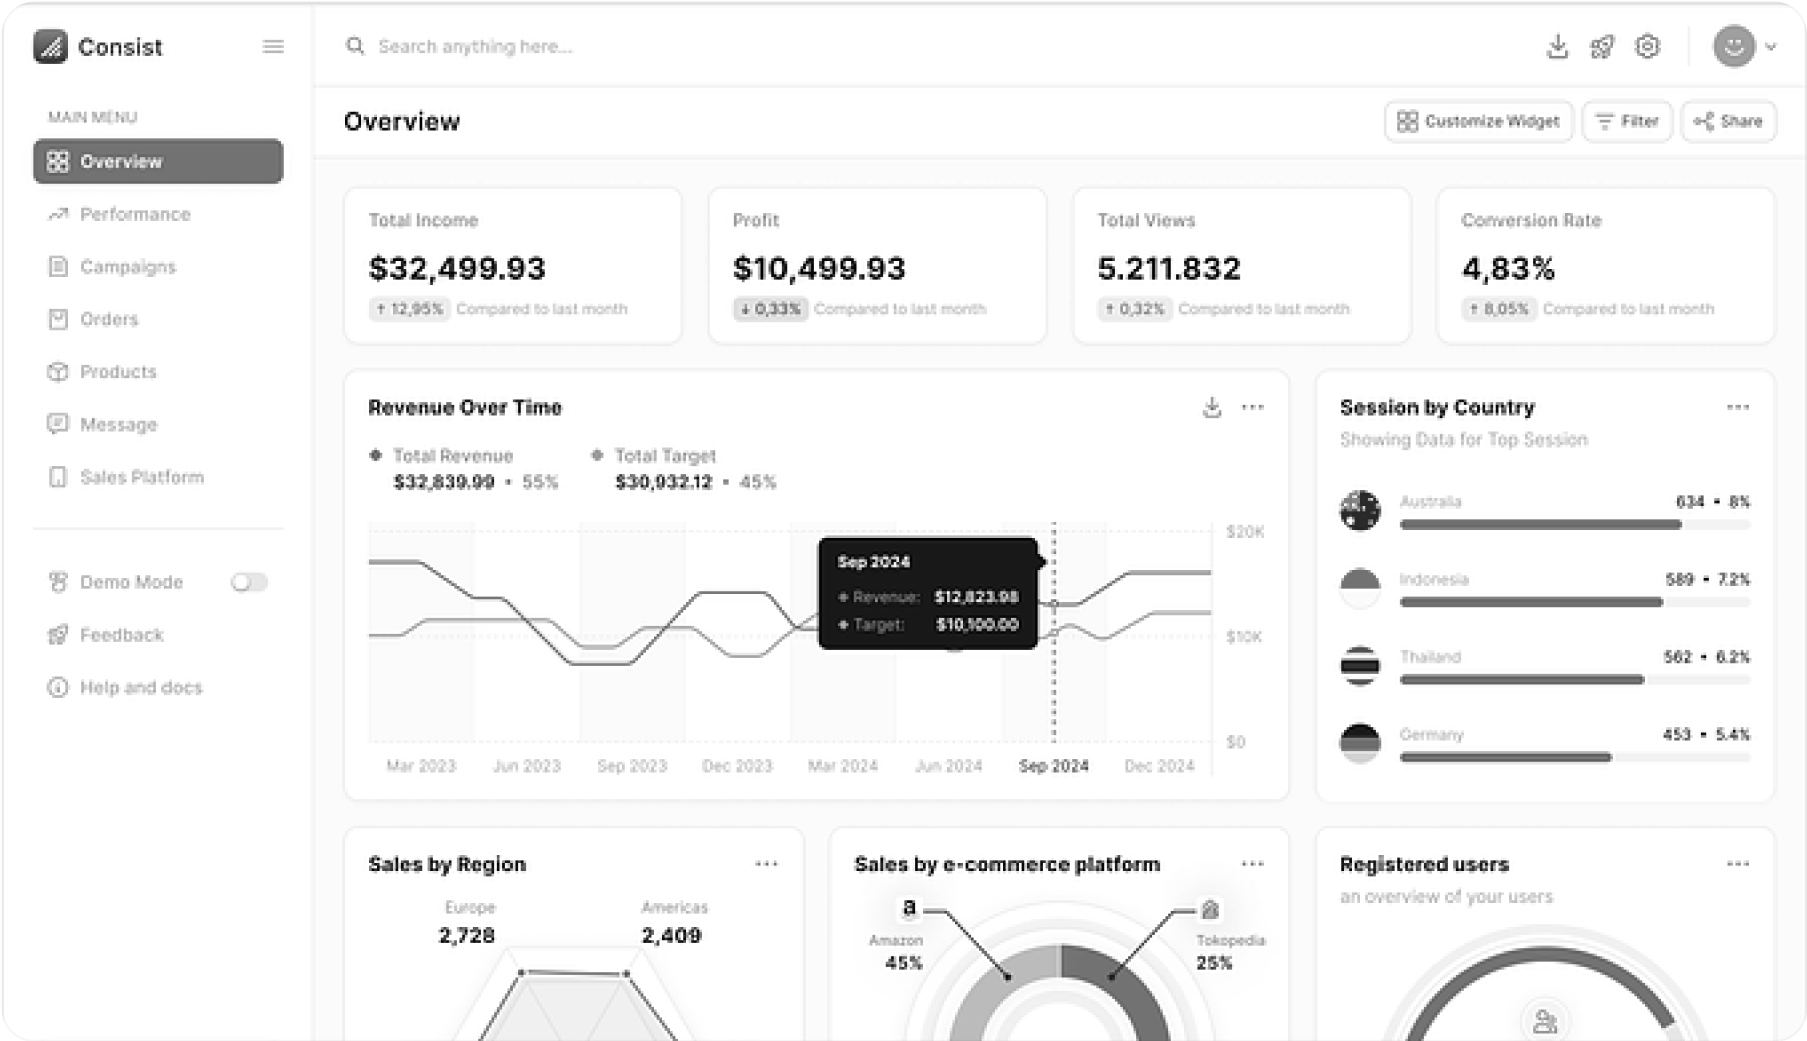 Consist
Search anything here...
MAIN MENU
Overview
Performance
Campaigns
Orders
Products
Message
Sales Platform
Demo Mode
Feedback
Help and docs
Overview
Customize Widget
Filter
Share
Total Income
$32,499.93
↑ 12,95% Compared to last month
Profit
$10,499.93
↓ 0,33% Compared to last month
Total Views
5.211.832
↑ 0,32% Compared to last month
Conversion Rate
4,83%
↑ 8,05% Compared to last month
Revenue Over Time
Total Revenue
$32,839.99 • 55%
Total Target
$30,932.12 • 45%
$20K
$10K
$0
Sep 2024
Revenue: $12,823.98
Target: $10,100.00
Mar 2023 Jun 2023 Sep 2023 Dec 2023 Mar 2024 Jun 2024 Sep 2024 Dec 2024
Session by Country
Showing Data for Top Session
Australia 634 • 8%
Indonesia 589 • 7.2%
Thailand 562 • 6.2%
Germany 453 • 5.4%
Sales by Region
Europe
2,728
Americas
2,409
Sales by e-commerce platform
a
Amazon
45%
Tokopedia
25%
Registered users
an overview of your users